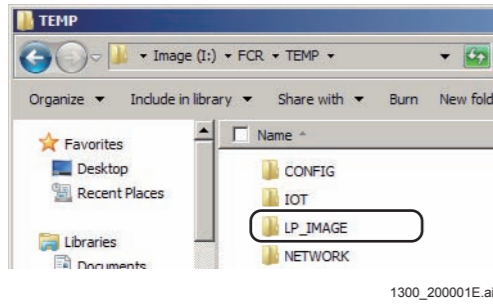 TEMP
Image (I:) FCR TEMP
Organize Include in library Share with Burn New fold
Favorites
Desktop
Recent Places
Libraries
Documents
Name
CONFIG
IOT
LP_IMAGE
NETWORK
1300_200001E.ai